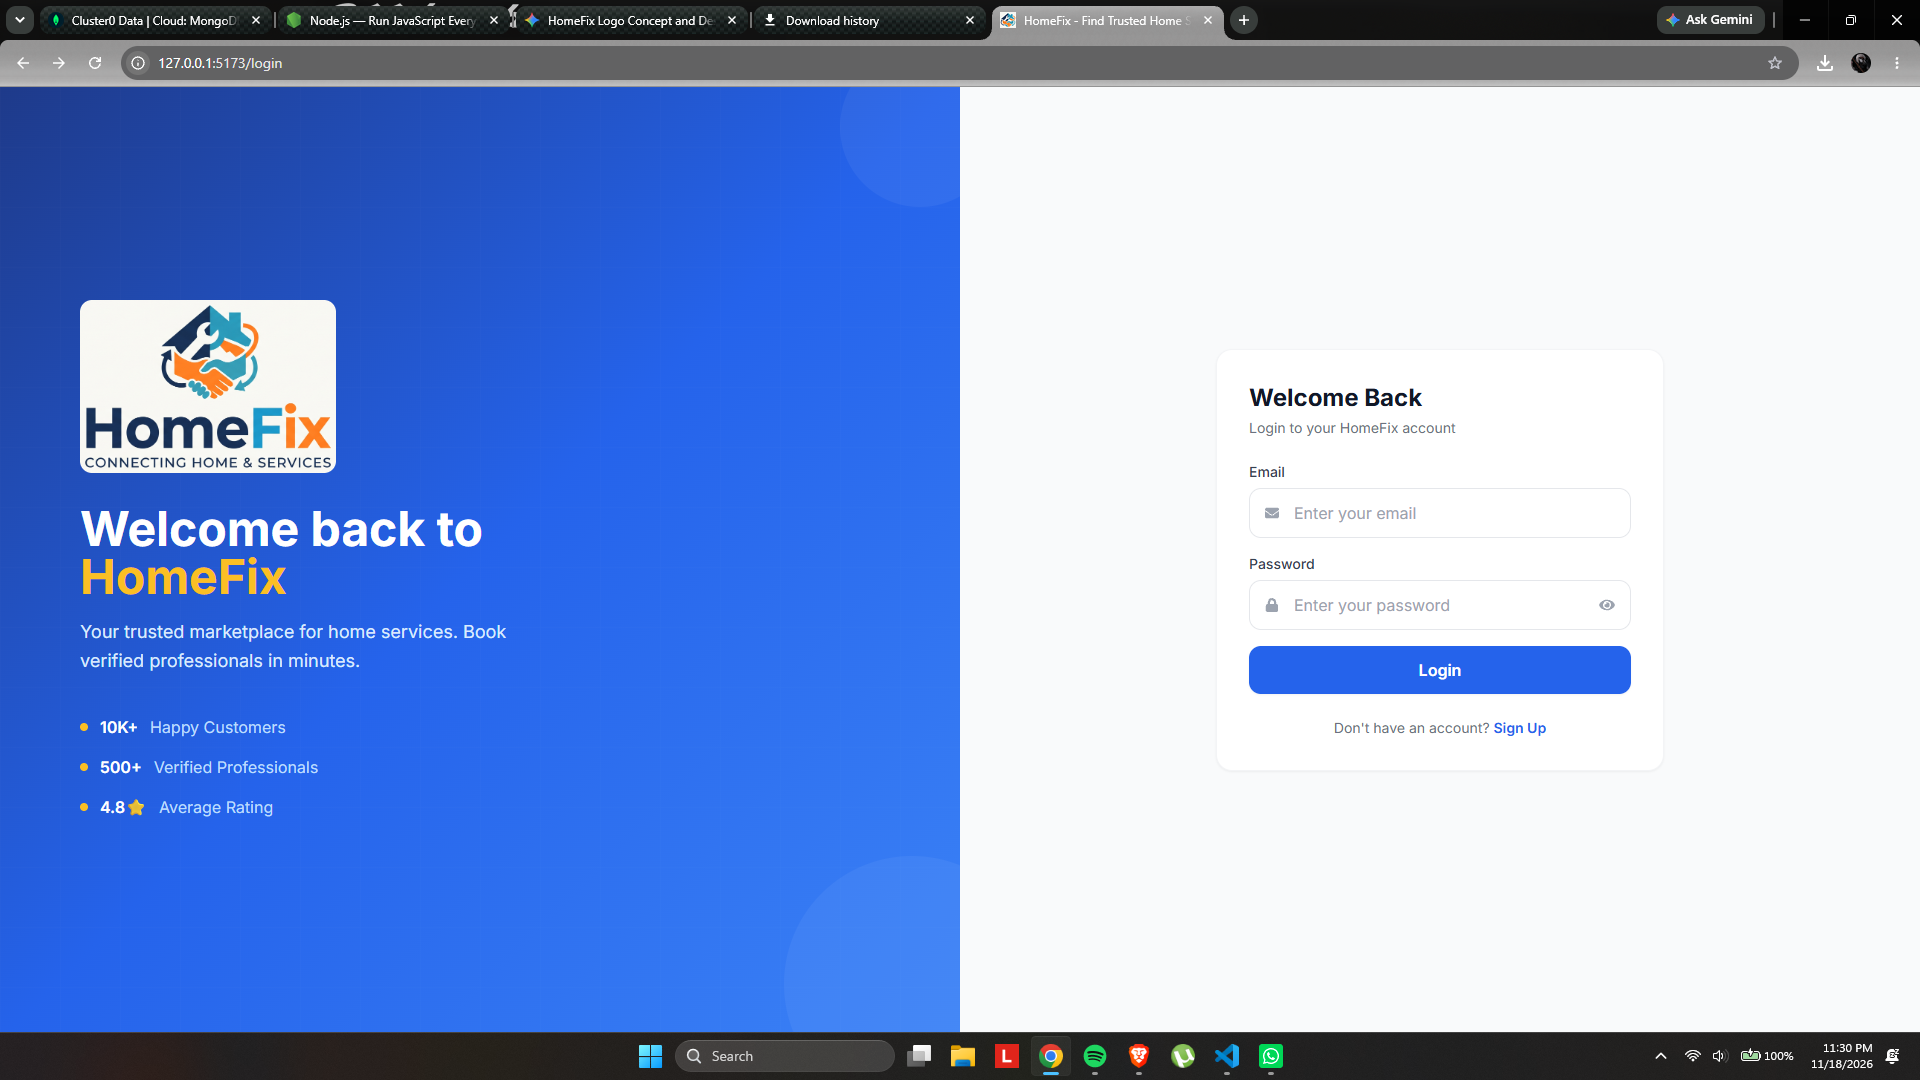 Cluster0 Data | Cloud: MongoD
Node.js — Run JavaScript Every
HomeFix Logo Concept and De
Download history
HomeFix - Find Trusted Home S
Ask Gemini
127.0.0.1:5173/login
HomeFix
CONNECTING HOME & SERVICES
Welcome back to
HomeFix
Your trusted marketplace for home services. Book
verified professionals in minutes.
10K+ Happy Customers
500+ Verified Professionals
4.8⭐ Average Rating
Welcome Back
Login to your HomeFix account
Email
Enter your email
Password
Enter your password
Login
Don't have an account? Sign Up
Search
L
100%
11:30 PM
11/18/2026